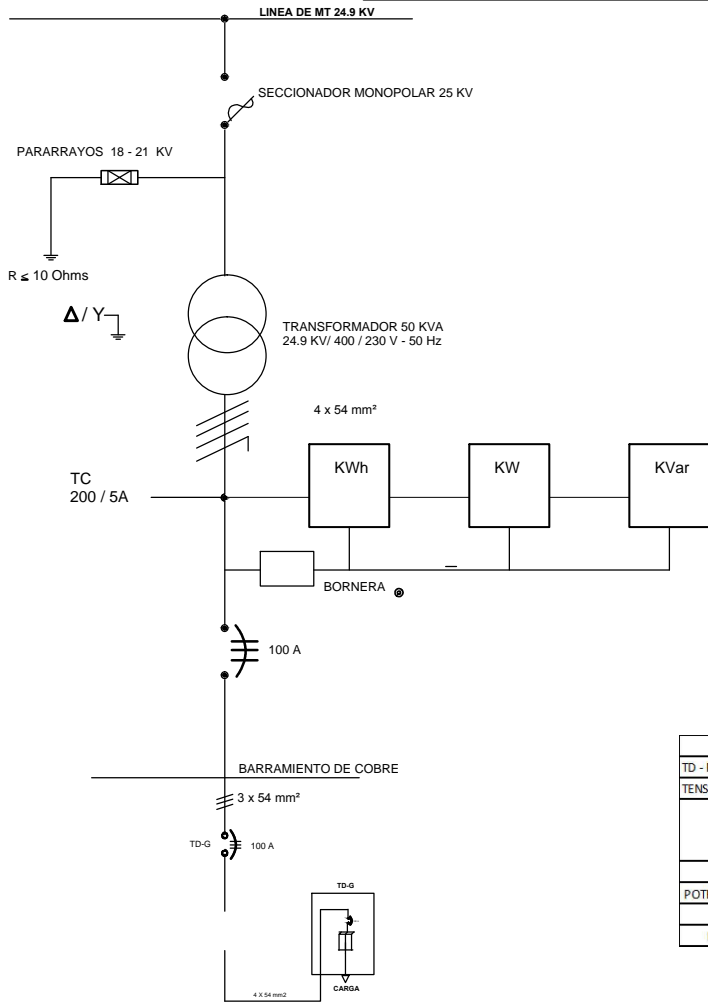 LINEA DE MT 24.9 KV
SECCIONADOR MONOPOLAR 25 KV
PARARRAYOS 18 - 21 KV
R ≤ 10 Ohms
Δ / Y
TRANSFORMADOR 50 KVA
24.9 KV/ 400 / 230 V - 50 Hz
4 x 54 mm²
KWh
KW
KVar
TC
200 / 5A
BORNERA
100 A
BARRAMIENTO DE COBRE
3 x 54 mm²
TD-G
100 A
TD-G
CARGA
4 X 54 mm2
TD -
TENS
POT